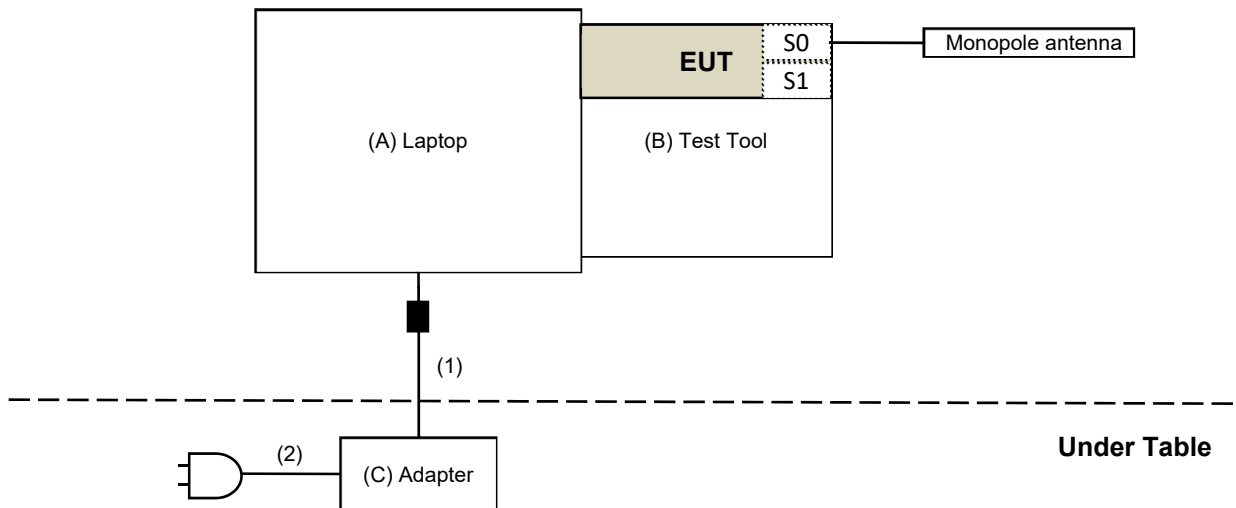 S0
Monopole antenna
EUT
S1
(A) Laptop
(B) Test Tool
(1)
Under Table
(2)
(C) Adapter